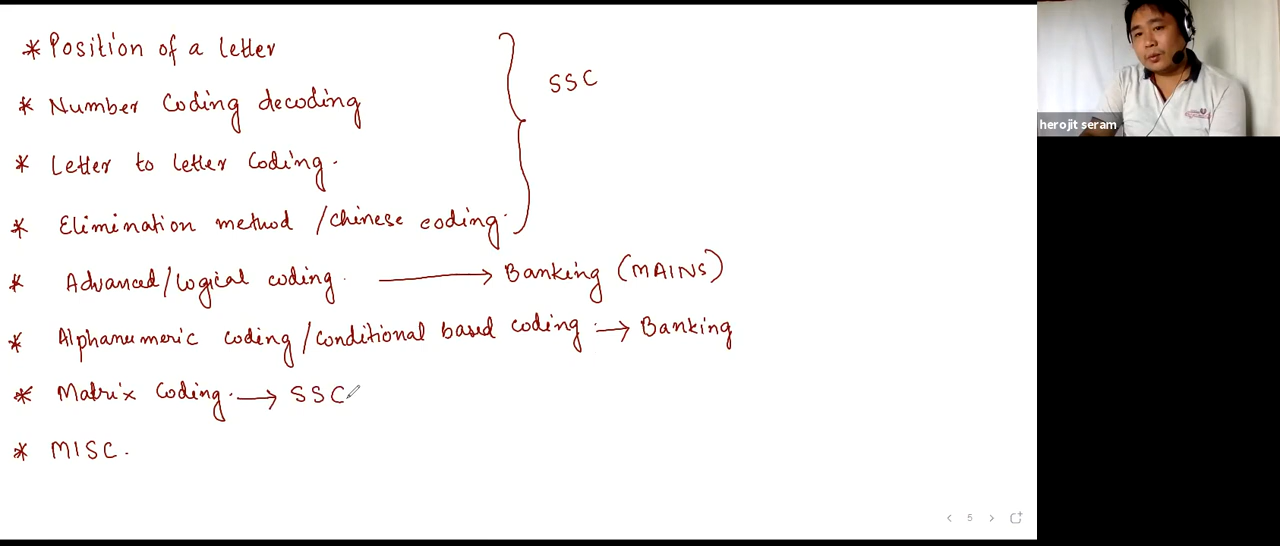 * Position of a letter
* Number Coding decoding
* Letter to letter Coding.
* Elimination method / chinese coding.
} SSC
* Advanced/logical coding. → Banking (MAINS)
* Alphanumeric coding / conditional based coding. → Banking
* Matrix Coding. → SSC
* MISC.
herojit seram
< 5 >